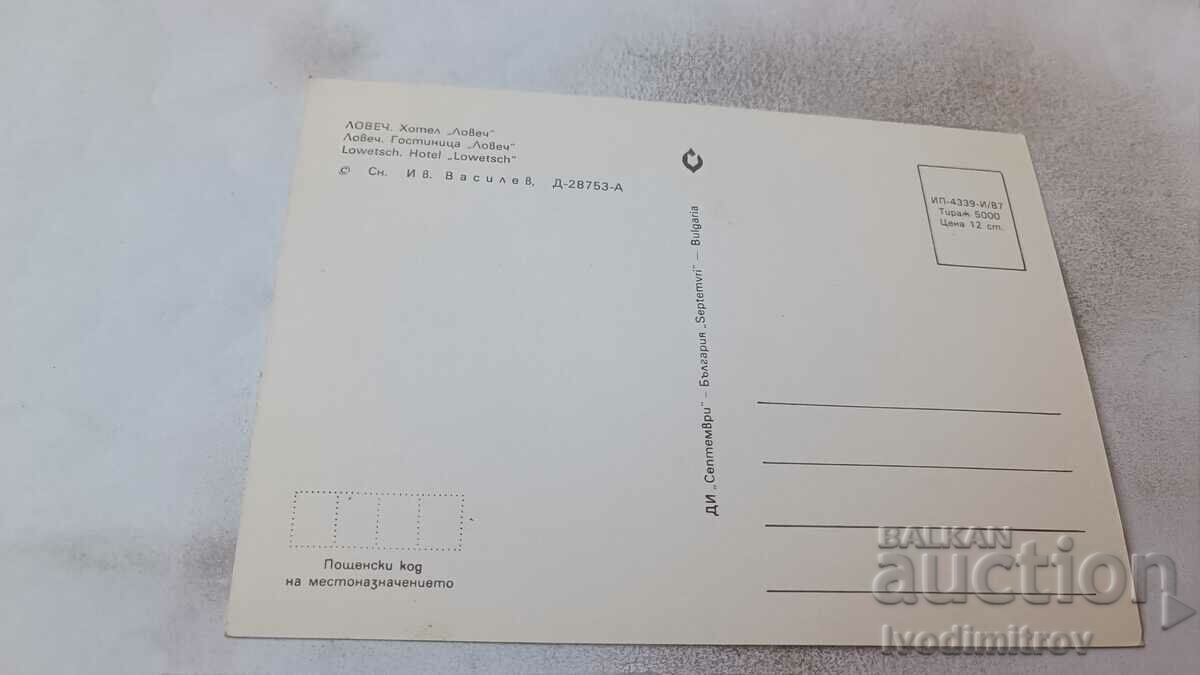 ЛОВЕЧ. Хотел „Ловеч"
Ловеч. Гостиница „Ловеч"
Lowetsch. Hotel „Lowetsch"
© Сн. Ив. Василев, Д-28753-А
ИП-4339-И/87
Тираж 5000
Цена 12 ст.
ДИ „Септември" – България „Septemvri" – Bulgaria
Пощенски код
на местоназначението
BALKAN
auction
Ivodimitrov